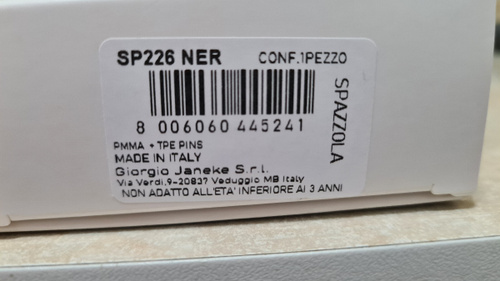 SP226 NER
CONF.1PEZZO
SPAZZOLA
8 006060 445241
PMMA + TPE PINS
MADE IN ITALY
Giorgio Janeke S.r.l.
Via Verdi,9-20837 Veduggio MB Italy
NON ADATTO ALL'ETA' INFERIORE AI 3 ANNI